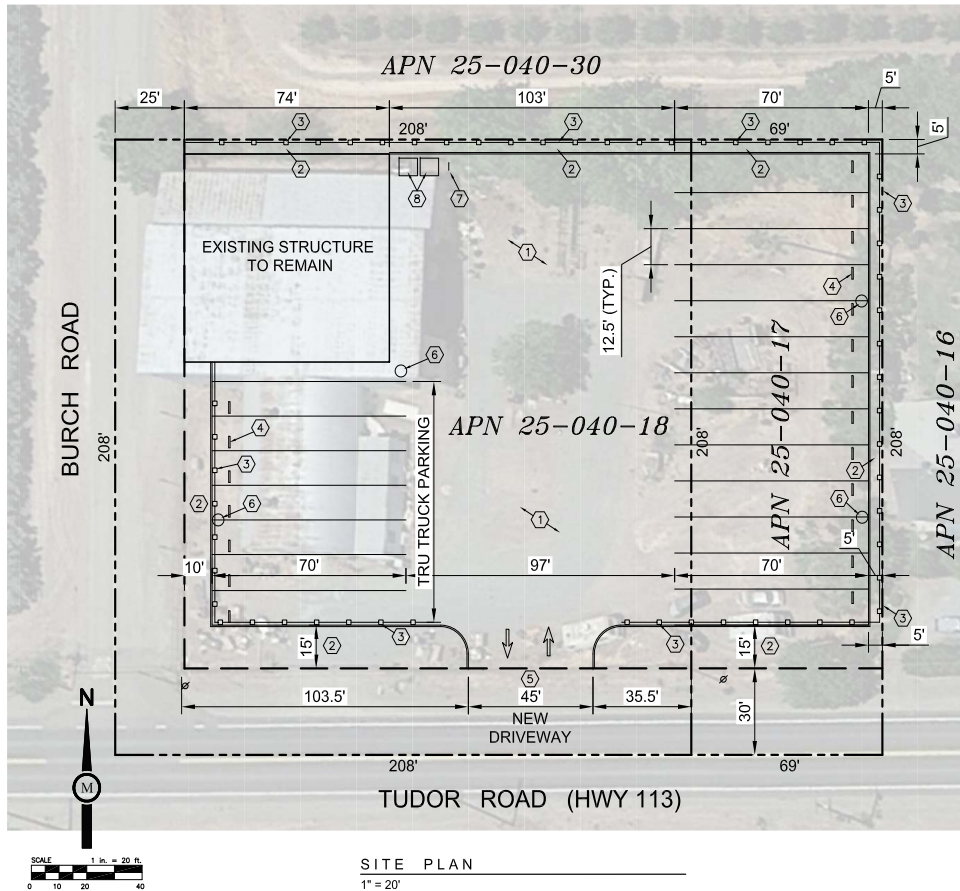 APN 25-040-30
25'
74'
103'
70'
5'
208'
69'
5'
3
3
3
2
2
2
8
7
3
EXISTING STRUCTURE
TO REMAIN
1
12.5' (TYP.)
4
6
6
BURCH ROAD
208'
APN 25-040-18
208'
APN 25-040-17
208'
APN 25-040-16
TRU TRUCK PARKING
4
3
2
6
2
6
1
5'
10'
70'
97'
70'
3
15'
2
3
3
15'
2
5'
5
103.5'
45'
35.5'
30'
NEW
DRIVEWAY
N
M
208'
69'
TUDOR ROAD (HWY 113)
SCALE 1 in. = 20 ft.
0 10 20 40
SITE PLAN
1" = 20'